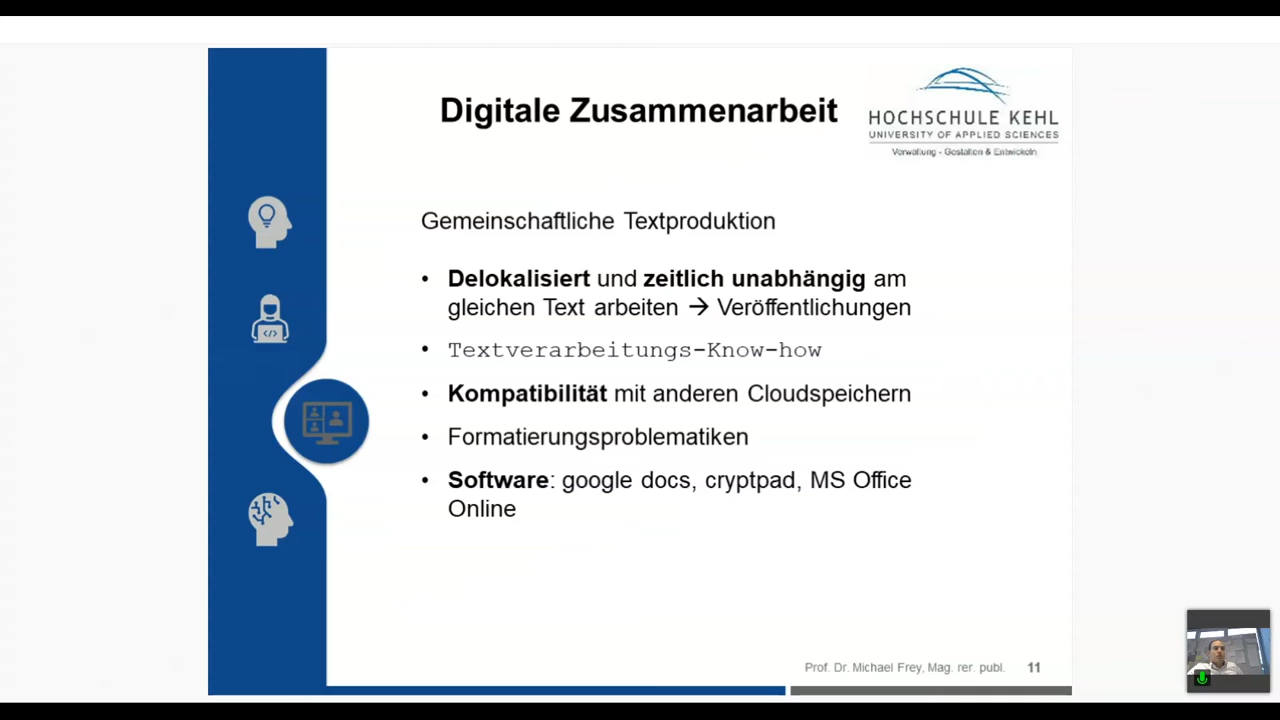 Digitale Zusammenarbeit
HOCHSCHULE KEHL
UNIVERSITY OF APPLIED SCIENCES
Verwaltung - Gestalten & Entwickeln
Gemeinschaftliche Textproduktion
• Delokalisiert und zeitlich unabhängig am
gleichen Text arbeiten → Veröffentlichungen
• Textverarbeitungs-Know-how
• Kompatibilität mit anderen Cloudspeichern
• Formatierungsproblematiken
• Software: google docs, cryptpad, MS Office
Online
Prof. Dr. Michael Frey, Mag. rer. publ. 11